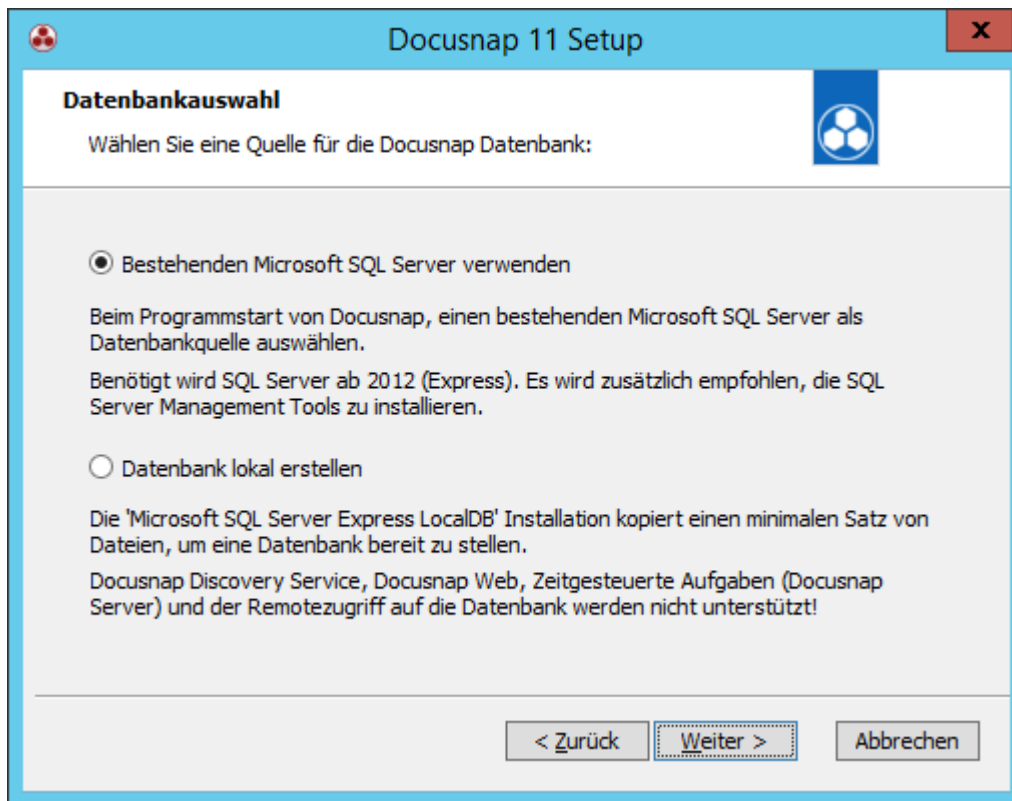 Docusnap 11 Setup
x
Datenbankauswahl
Wählen Sie eine Quelle für die Docusnap Datenbank:
Bestehenden Microsoft SQL Server verwenden
Beim Programmstart von Docusnap, einen bestehenden Microsoft SQL Server als
Datenbankquelle auswählen.
Benötigt wird SQL Server ab 2012 (Express). Es wird zusätzlich empfohlen, die SQL
Server Management Tools zu installieren.
Datenbank lokal erstellen
Die 'Microsoft SQL Server Express LocalDB' Installation kopiert einen minimalen Satz von
Dateien, um eine Datenbank bereit zu stellen.
Docusnap Discovery Service, Docusnap Web, Zeitgesteuerte Aufgaben (Docusnap
Server) und der Remotezugriff auf die Datenbank werden nicht unterstützt!
< Zurück Weiter > Abbrechen